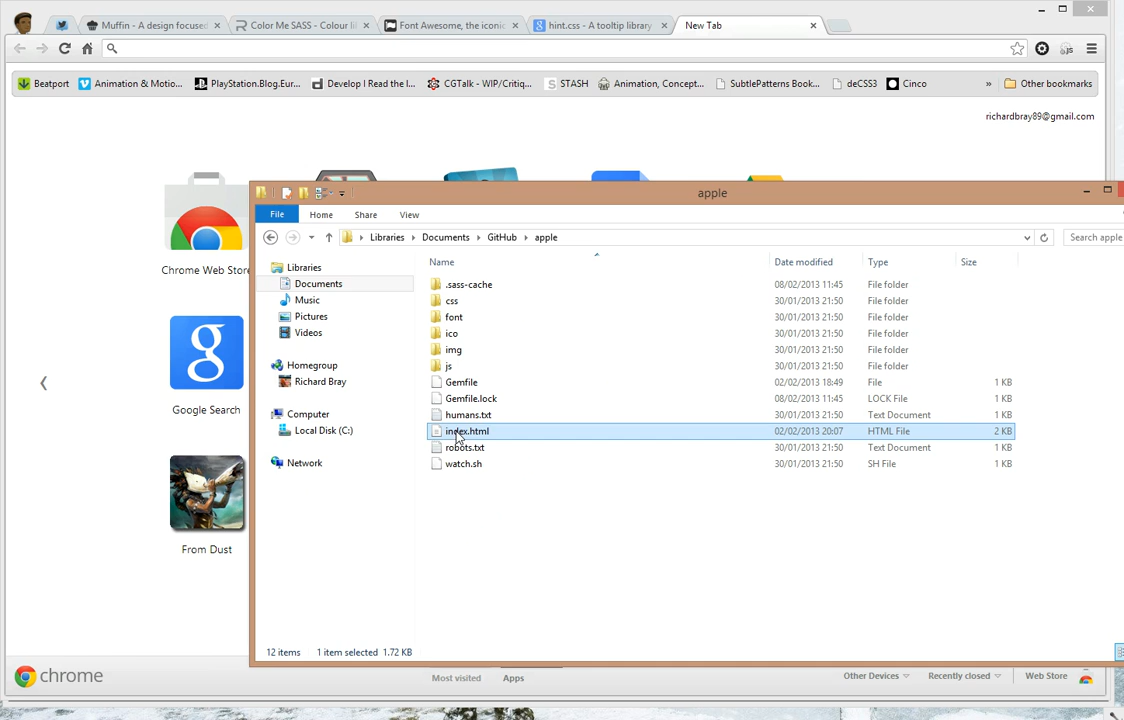 Muffin - A design focused
Color Me SASS - Colour li
Font Awesome, the iconic
hint.css - A tooltip library
New Tab
Beatport
Animation & Motio...
PlayStation.Blog.Eur...
Develop I Read the I...
CGTalk - WIP/Critiq...
STASH
Animation, Concept...
SubtlePatterns Book...
deCSS3
Cinco
»
Other bookmarks
richardbray89@gmail.com
Chrome Web Store
Google Search
From Dust
apple
File
Home
Share
View
Libraries
Documents
GitHub
apple
Search apple
Name
Date modified
Type
Size
Libraries
Documents
Music
Pictures
Videos
Homegroup
Richard Bray
Computer
Local Disk (C:)
Network
.sass-cache 08/02/2013 11:45 File folder
css 30/01/2013 21:50 File folder
font 30/01/2013 21:50 File folder
ico 30/01/2013 21:50 File folder
img 30/01/2013 21:50 File folder
js 30/01/2013 21:50 File folder
Gemfile 02/02/2013 18:49 File 1 KB
Gemfile.lock 08/02/2013 11:45 LOCK File 1 KB
humans.txt 30/01/2013 21:50 Text Document 1 KB
index.html 02/02/2013 20:07 HTML File 2 KB
robots.txt 30/01/2013 21:50 Text Document 1 KB
watch.sh 30/01/2013 21:50 SH File 1 KB
12 items 1 item selected 1.72 KB
chrome
Most visited
Apps
Other Devices
Recently closed
Web Store